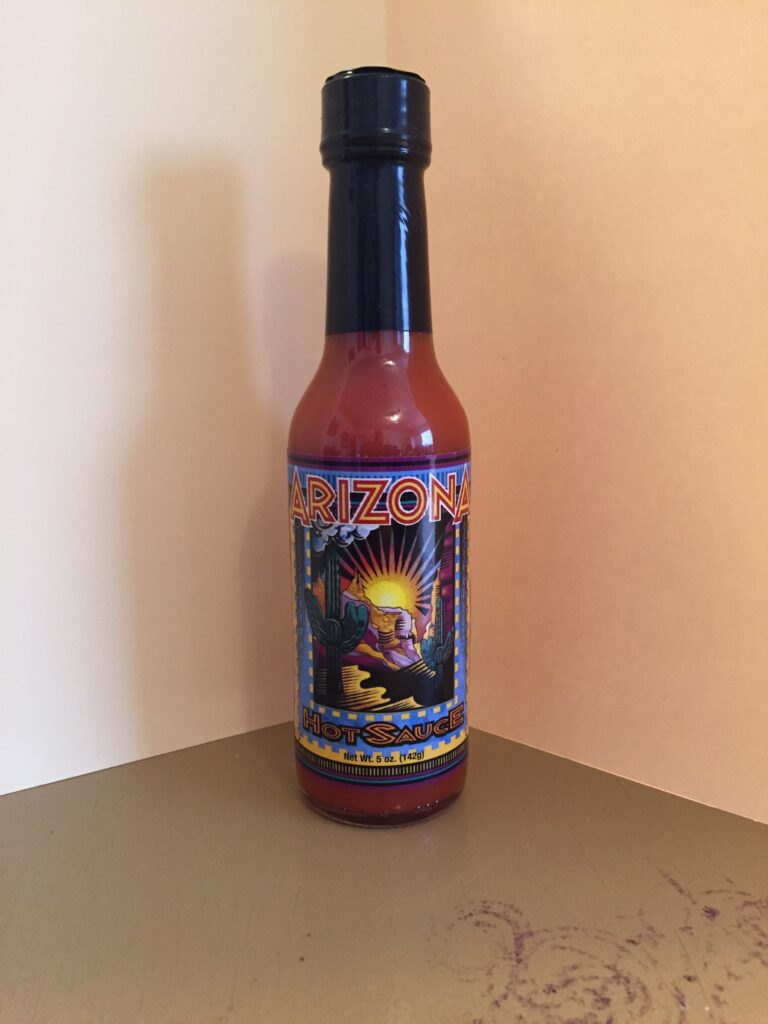 ARIZONA
HOT SAUCE
Net Wt. 5 oz. (142g)